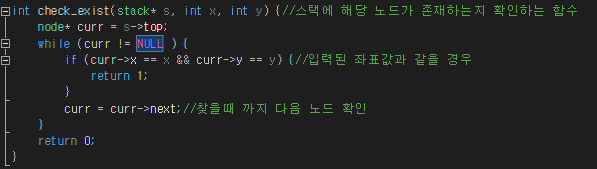 int check_exist(stack* s, int x, int y) {//스택에 해당 노드가 존재하는지 확인하는 함수
node* curr = s->top;
while (curr != NULL ) {
if (curr->x == x && curr->y == y) {//입력된 좌표값과 같을 경우
return 1;
}
curr = curr->next;//찾을때 까지 다음 노드 확인
}
return 0;
}